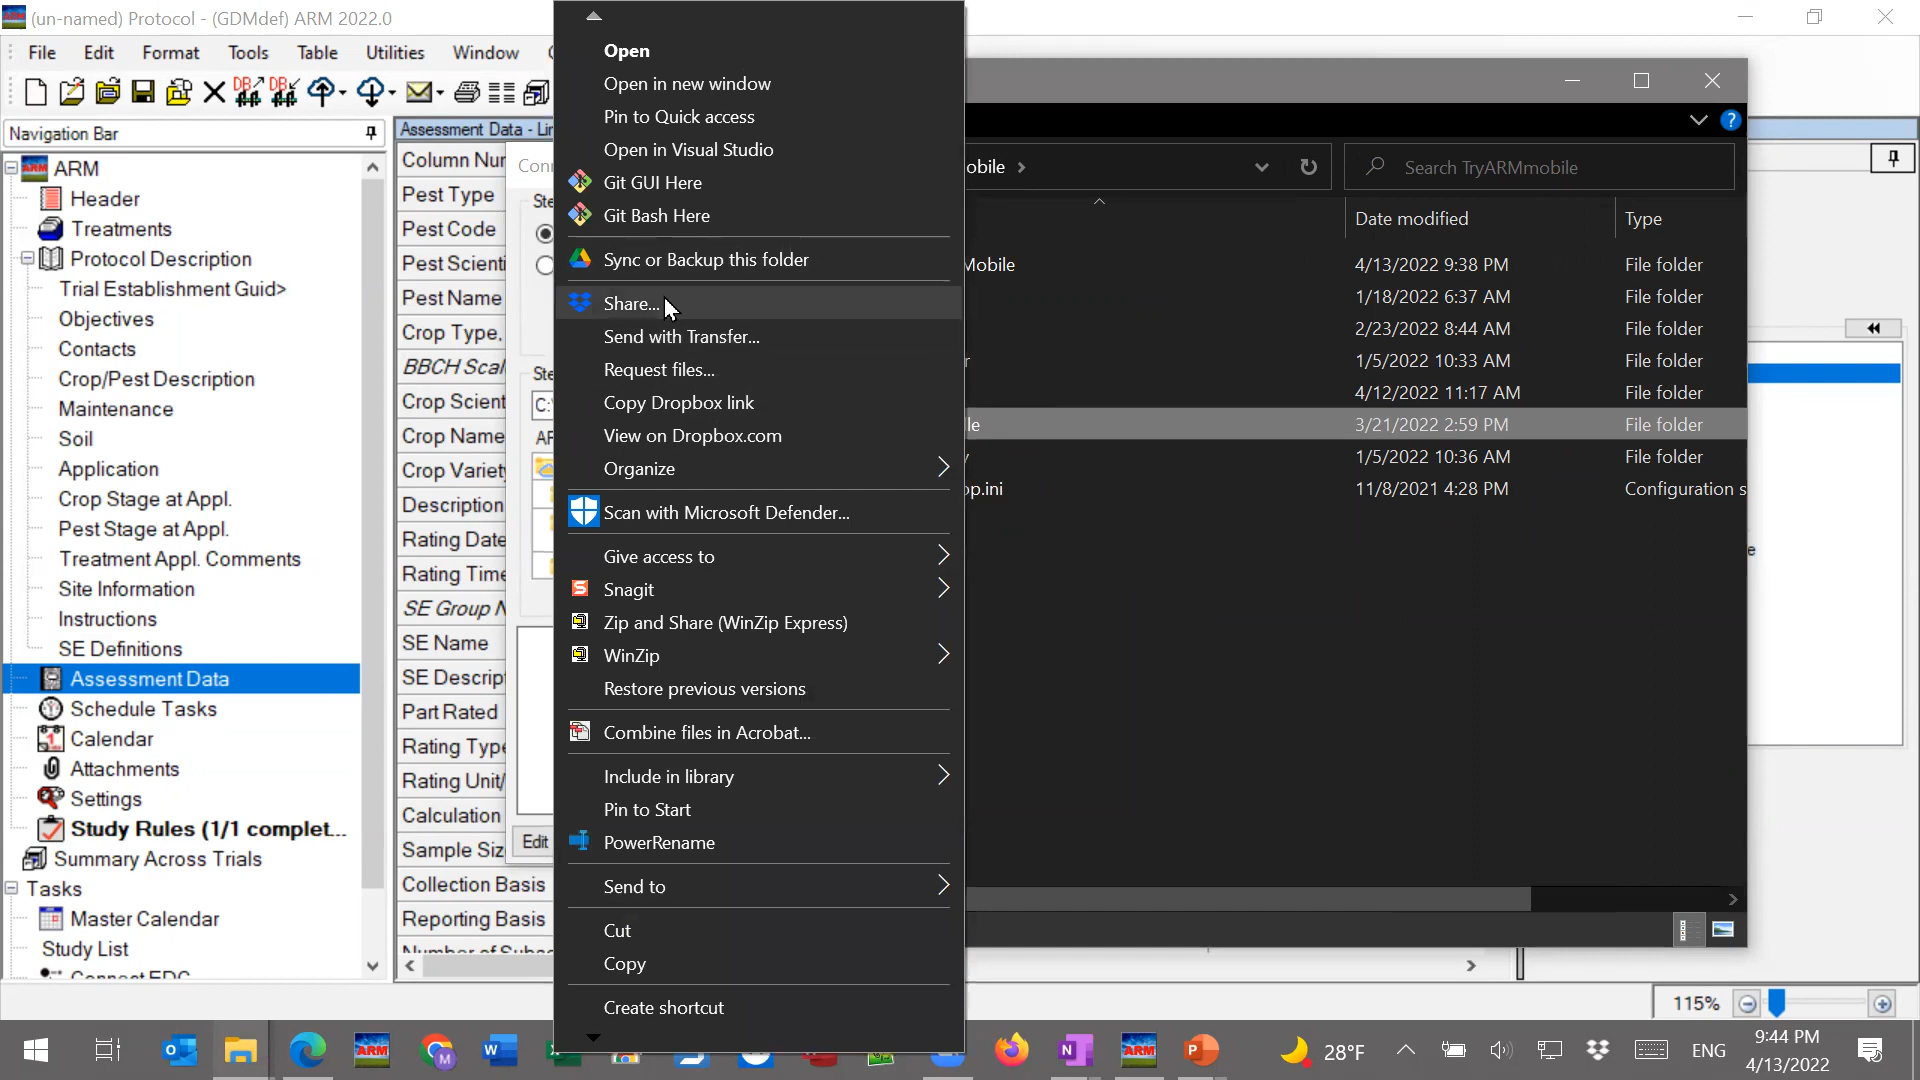 (un-named) Protocol - (GDMdef) ARM 2022.0
File Edit Format Tools Table Utilities Window
Navigation Bar
ARM
Header
Treatments
Protocol Description
Trial Establishment Guid>
Objectives
Contacts
Crop/Pest Description
Maintenance
Soil
Application
Crop Stage at Appl.
Pest Stage at Appl.
Treatment Appl. Comments
Site Information
Instructions
SE Definitions
Assessment Data
Schedule Tasks
Calendar
Attachments
Settings
Study Rules (1/1 complet...
Summary Across Trials
Tasks
Master Calendar
Study List
Connect EDC
Assessment Data - Lin
Column Nur
Pest Type
Pest Code
Pest Scienti
Pest Name
Crop Type,
BBCH Scal
Crop Scient
Crop Name
Crop Variety
Description
Rating Date
Rating Time
SE Group N
SE Name
SE Descrip
Part Rated
Rating Type
Rating Unit/
Calculation
Sample Siz
Collection Basis
Reporting Basis
Conn
Ste
Ste
C:\
AR
Edit
Open
Open in new window
Pin to Quick access
Open in Visual Studio
Git GUI Here
Git Bash Here
Sync or Backup this folder
Share...
Send with Transfer...
Request files...
Copy Dropbox link
View on Dropbox.com
Organize
Scan with Microsoft Defender...
Give access to
Snagit
Zip and Share (WinZip Express)
WinZip
Restore previous versions
Combine files in Acrobat...
Include in library
Pin to Start
PowerRename
Send to
Cut
Copy
Create shortcut
obile
Search TryARMmobile
Date modified Type
Mobile 4/13/2022 9:38 PM File folder
1/18/2022 6:37 AM File folder
2/23/2022 8:44 AM File folder
r 1/5/2022 10:33 AM File folder
4/12/2022 11:17 AM File folder
le 3/21/2022 2:59 PM File folder
y 1/5/2022 10:36 AM File folder
op.ini 11/8/2021 4:28 PM Configuration s
e
115%
28°F
ENG
9:44 PM
4/13/2022